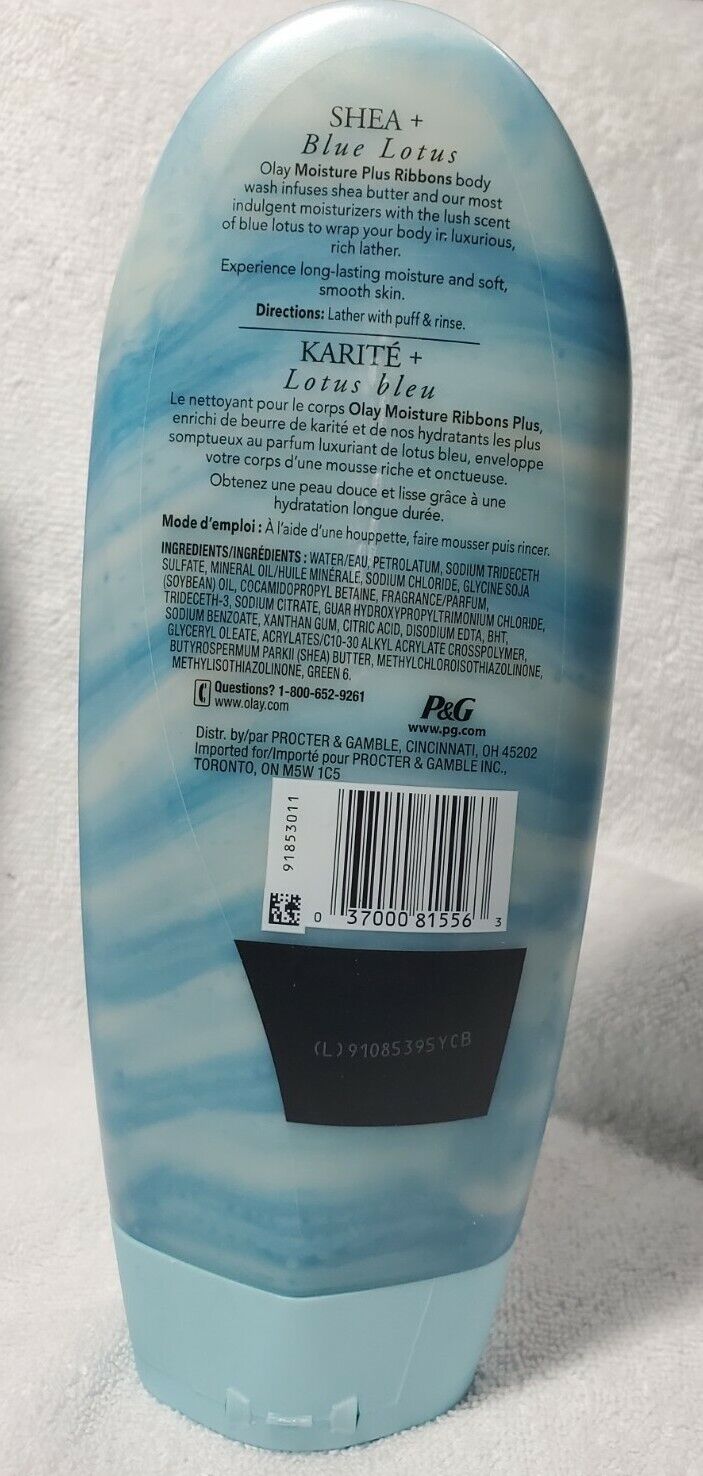 SHEA +
Blue Lotus
Olay Moisture Plus Ribbons body
wash infuses shea butter and our most
indulgent moisturizers with the lush scent
of blue lotus to wrap your body in luxurious,
rich lather.
Experience long-lasting moisture and soft,
smooth skin.
Directions: Lather with puff & rinse.
KARITÉ +
Lotus bleu
Le nettoyant pour le corps Olay Moisture Ribbons Plus,
enrichi de beurre de karité et de nos hydratants les plus
somptueux au parfum luxuriant de lotus bleu, enveloppe
votre corps d'une mousse riche et onctueuse.
Obtenez une peau douce et lisse grâce à une
hydratation longue durée.
Mode d'emploi : À l'aide d'une houppette, faire mousser puis rincer.
INGREDIENTS/INGRÉDIENTS : WATER/EAU, PETROLATUM, SODIUM TRIDECETH
SULFATE, MINERAL OIL/HUILE MINÉRALE, SODIUM CHLORIDE, GLYCINE SOJA
(SOYBEAN) OIL, COCAMIDOPROPYL BETAINE, FRAGRANCE/PARFUM,
TRIDECETH-3, SODIUM CITRATE, GUAR HYDROXYPROPYLTRIMONIUM CHLORIDE,
SODIUM BENZOATE, XANTHAN GUM, CITRIC ACID, DISODIUM EDTA, BHT,
GLYCERYL OLEATE, ACRYLATES/C10-30 ALKYL ACRYLATE CROSSPOLYMER,
BUTYROSPERMUM PARKII (SHEA) BUTTER, METHYLCHLOROISOTHIAZOLINONE,
METHYLISOTHIAZOLINONE, GREEN 6.
Questions? 1-800-652-9261
www.olay.com
P&G
www.pg.com
Distr. by/par PROCTER & GAMBLE, CINCINNATI, OH 45202
Imported for/Importé pour PROCTER & GAMBLE INC.,
TORONTO, ON M5W 1C5
91853011
0 37000 81556 3
(L)91085395YCB